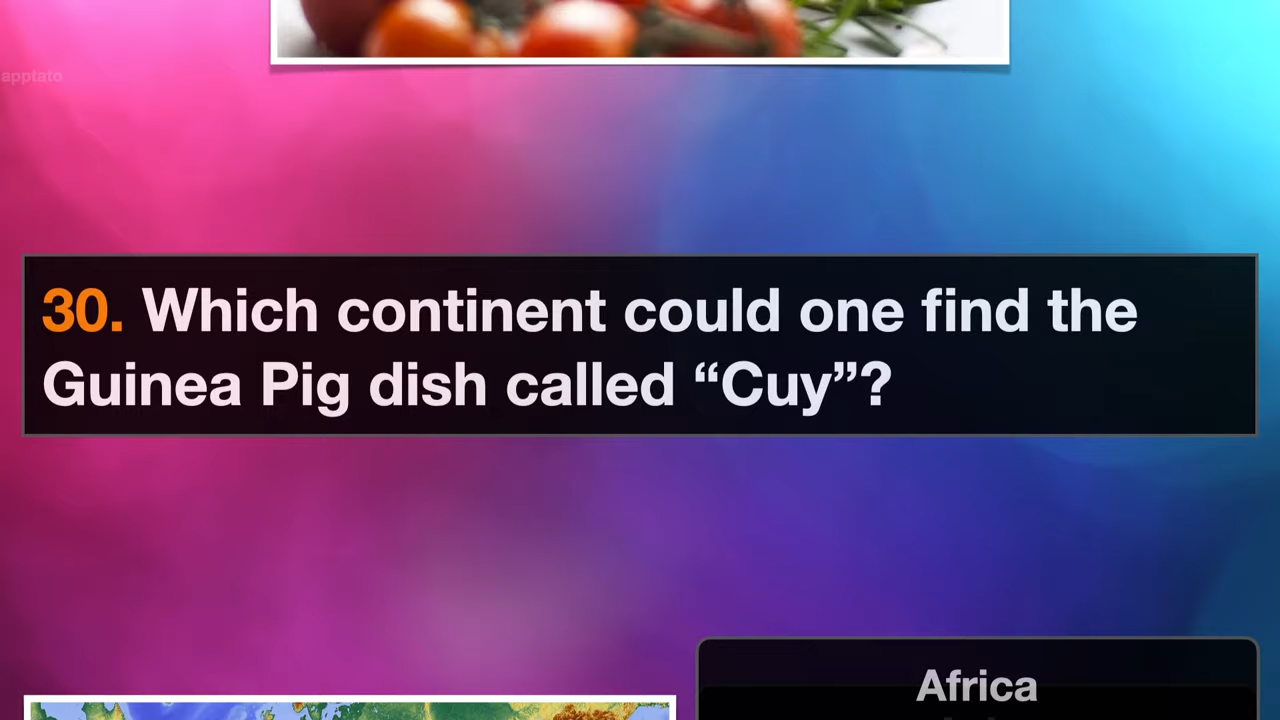 apptato
30. Which continent could one find the
Guinea Pig dish called “Cuy”?
Africa